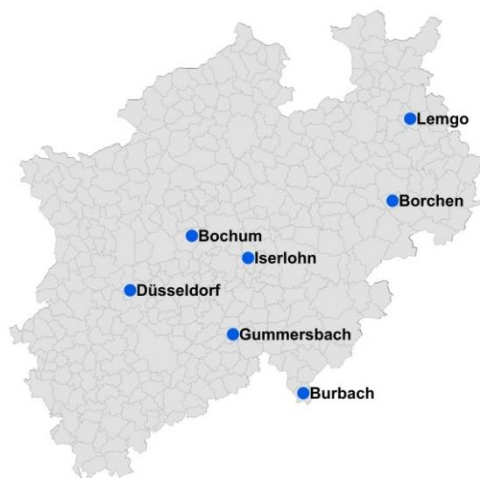 Lemgo
Borchen
Bochum
Iserlohn
Düsseldorf
Gummersbach
Burbach